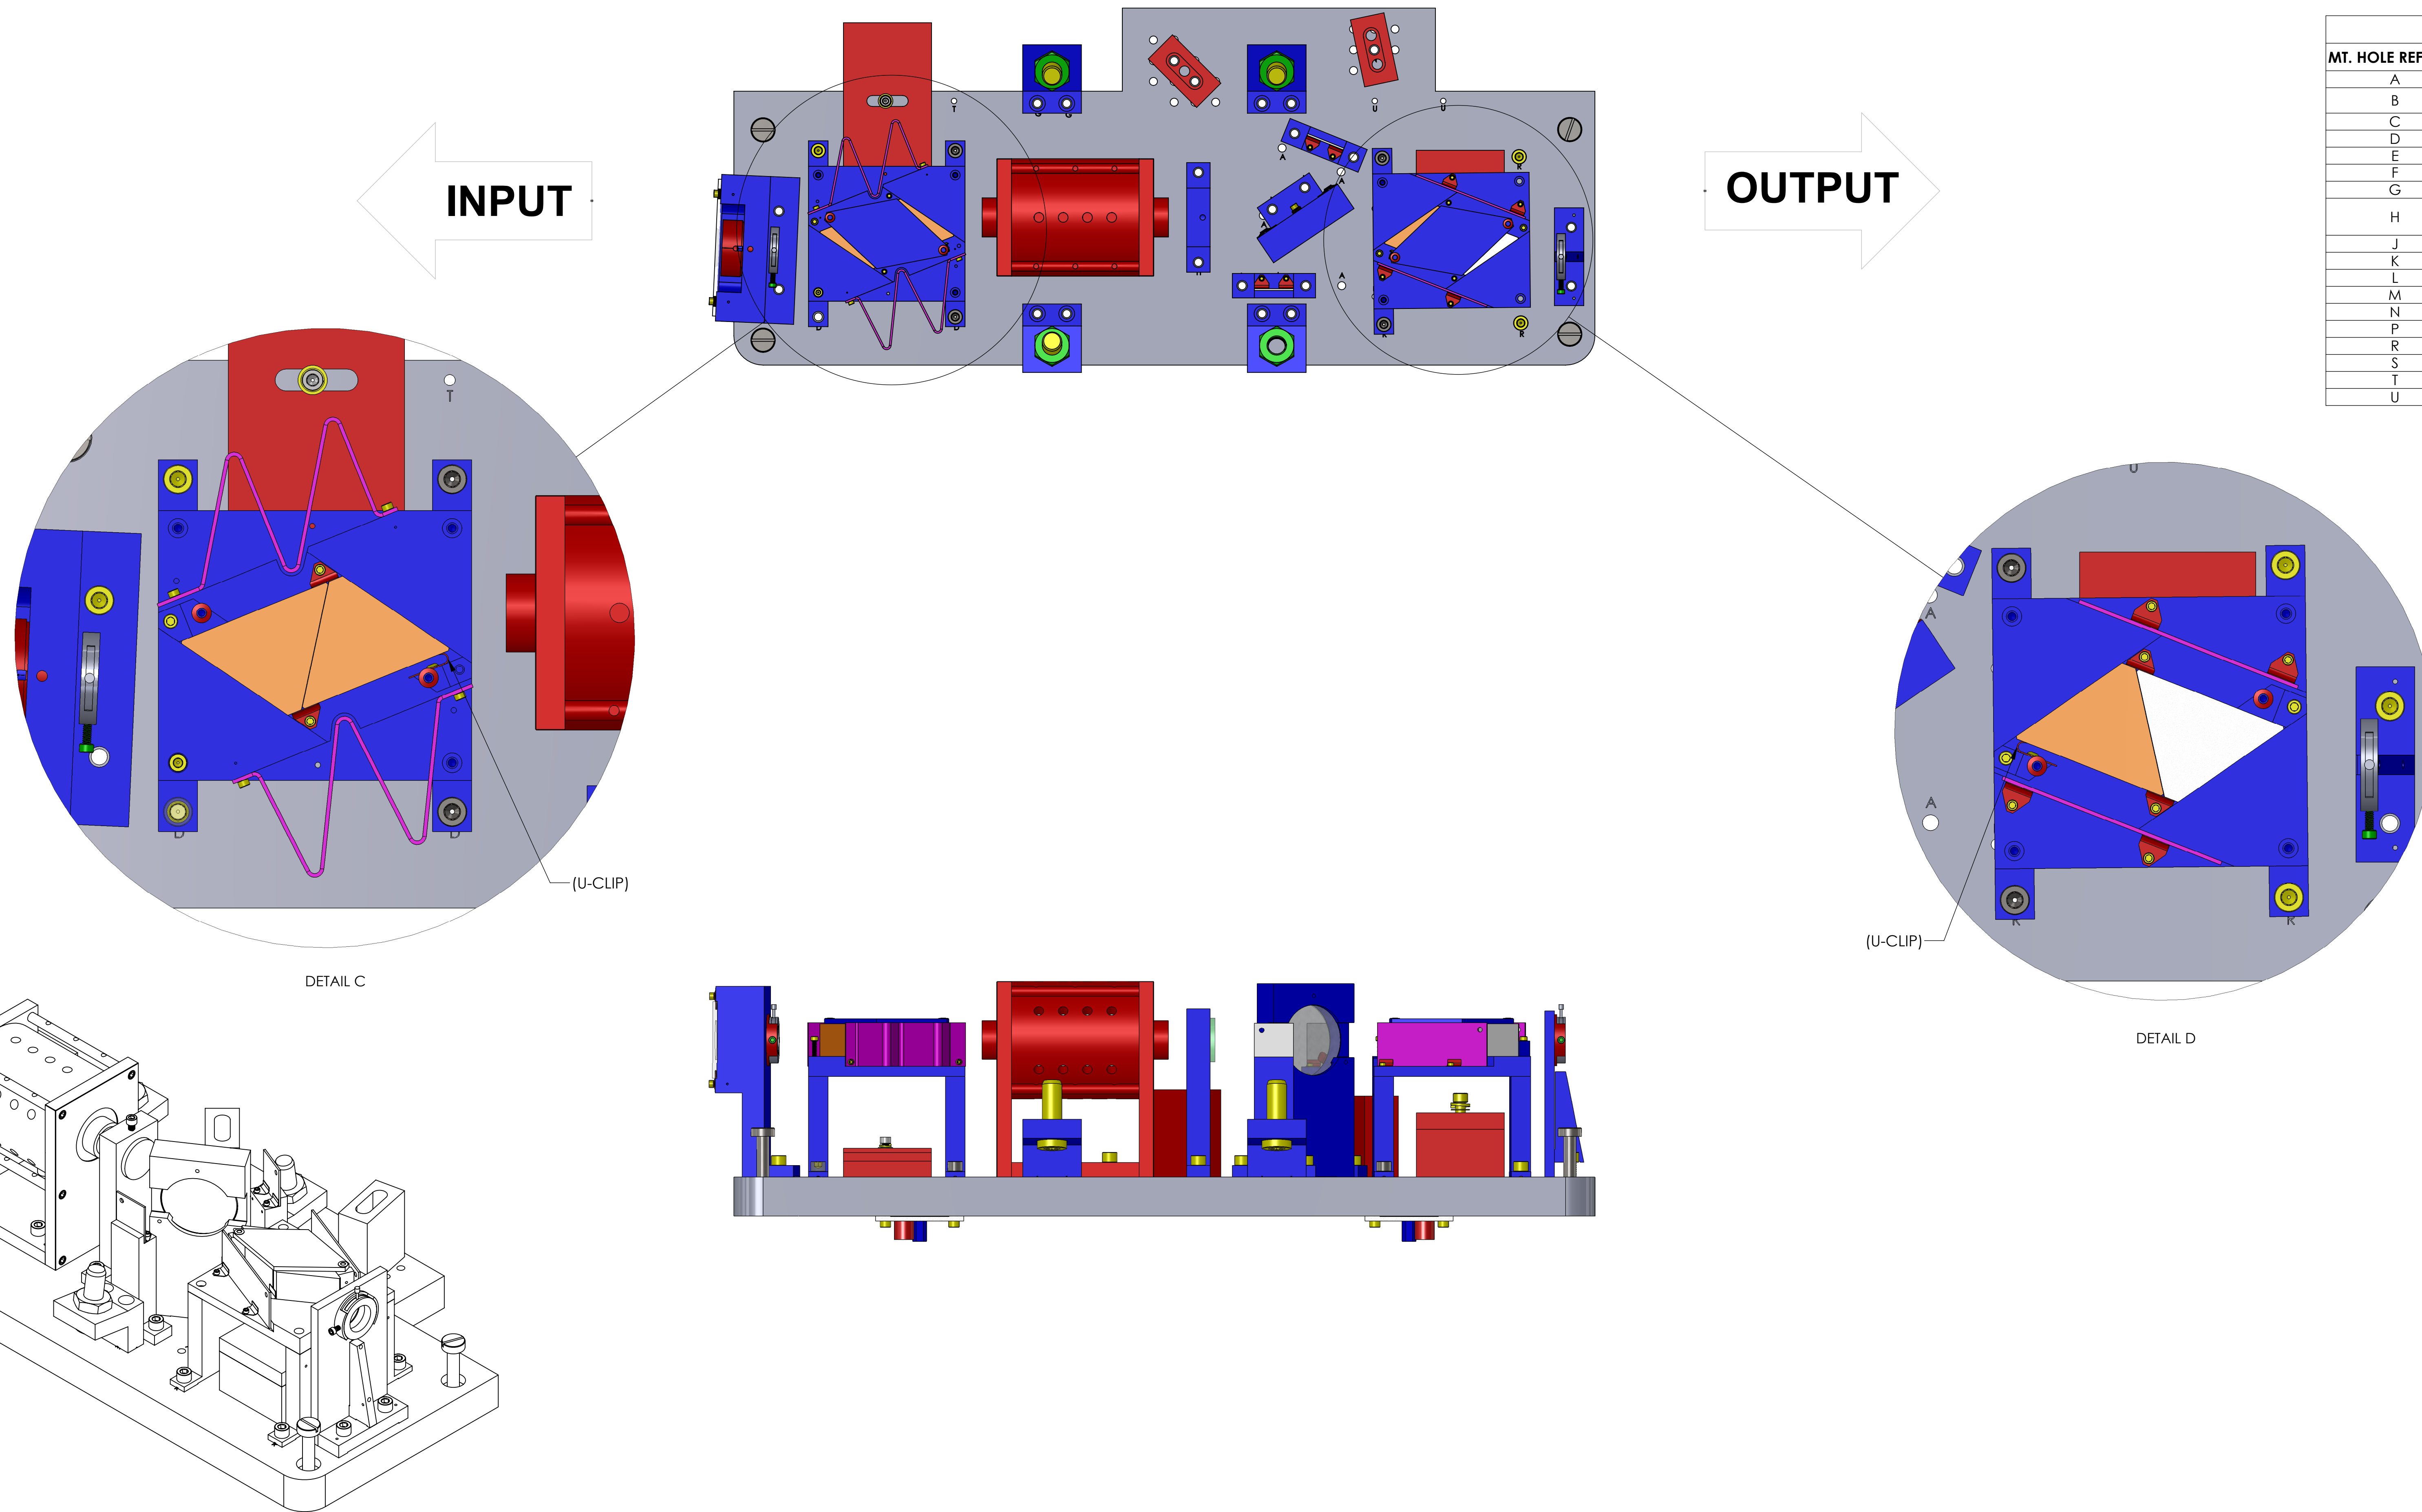 INPUT
OUTPUT
MT. HOLE REF
A
B
C
D
E
F
G
H
J
K
L
M
N
P
R
S
T
U
T
G
G
U
U
A
A
A
A
H
D
D
R
R
R
T
D
D
(U-CLIP)
DETAIL C
U
A
A
R
R
(U-CLIP)
DETAIL D